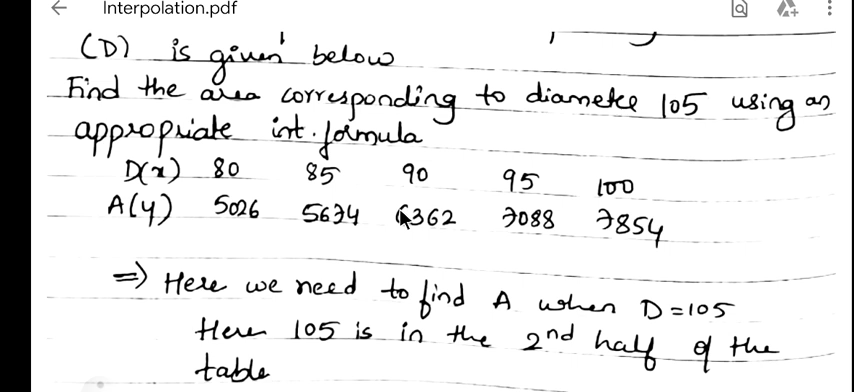 Interpolation.pdf
(D) is given below
Find the area corresponding to diamete 105 using an
appropriate int. formula
D(x) 80 85 90 95 100
A(y) 5026 5674 6362 7088 7854
=> Here we need to find A when D=105
Here 105 is in the 2nd half of the
table